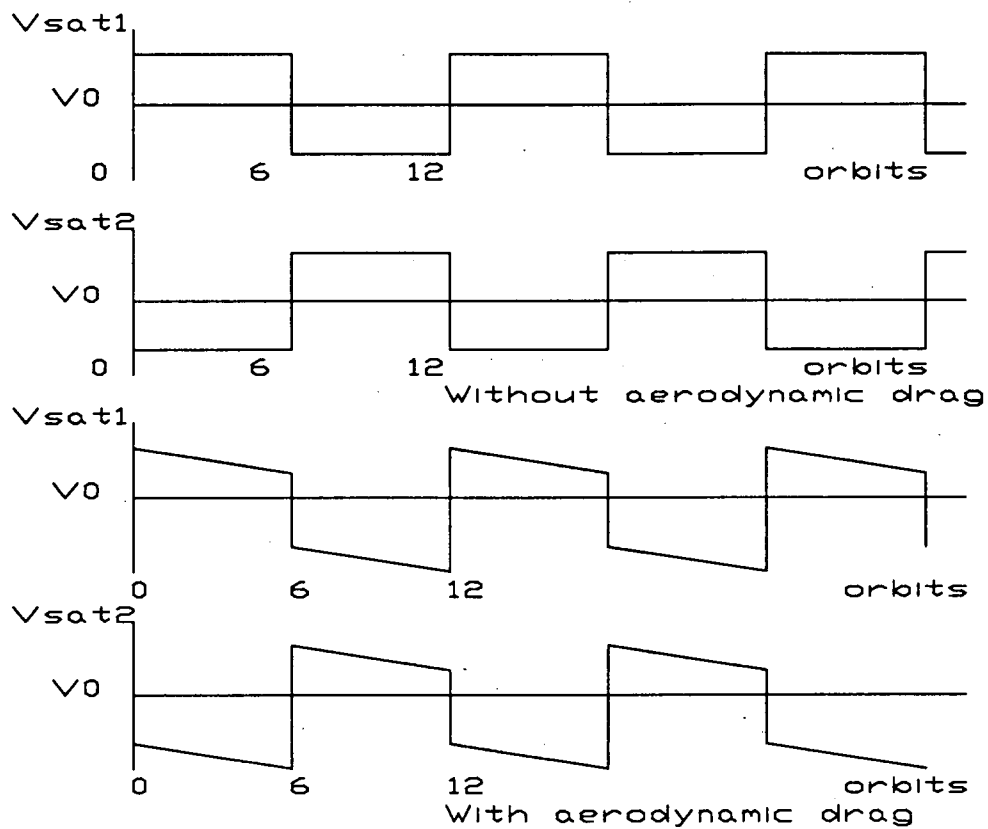 Vsat1
V0
0 6 12 orbits
Vsat2
V0
0 6 12 orbits
Without aerodynamic drag
Vsat1
V0
0 6 12 orbits
Vsat2
V0
0 6 12 orbits
With aerodynamic drag